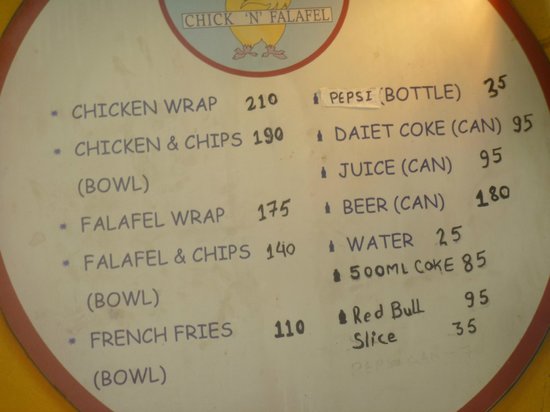 CHICK 'N' FALAFEL
CHICKEN WRAP 210
CHICKEN & CHIPS 190
(BOWL)
FALAFEL WRAP 175
FALAFEL & CHIPS 140
(BOWL)
FRENCH FRIES 110
(BOWL)
PEPSI (BOTTLE) 35
DAIET COKE (CAN) 95
JUICE (CAN) 95
BEER (CAN) 180
WATER 25
500ML COKE 85
Red Bull 95
Slice 35
PEPSI CAN -